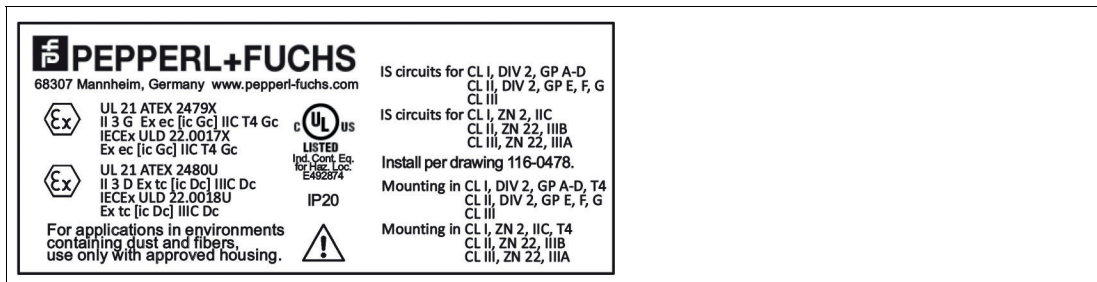 PEPPERL+FUCHS
68307 Mannheim, Germany www.pepperl-fuchs.com
Ex
UL 21 ATEX 2479X
II 3 G Ex ec [ic Gc] IIC T4 Gc
IECEx ULD 22.0017X
Ex ec [ic Gc] IIC T4 Gc
Ex
UL 21 ATEX 2480U
II 3 D Ex tc [ic Dc] IIIC Dc
IECEx ULD 22.0018U
Ex tc [ic Dc] IIIC Dc
For applications in environments
containing dust and fibers,
use only with approved housing.
C UL US
LISTED
Ind. Cont. Eq.
for Haz. Loc.
E492874
IP20
IS circuits for CL I, DIV 2, GP A-D
CL II, DIV 2, GP E, F, G
CL III
IS circuits for CL I, ZN 2, IIC
CL II, ZN 22, IIIB
CL III, ZN 22, IIIA
Install per drawing 116-0478.
Mounting in CL I, DIV 2, GP A-D, T4
CL II, DIV 2, GP E, F, G
CL III
Mounting in CL I, ZN 2, IIC, T4
CL II, ZN 22, IIIB
CL III, ZN 22, IIIA